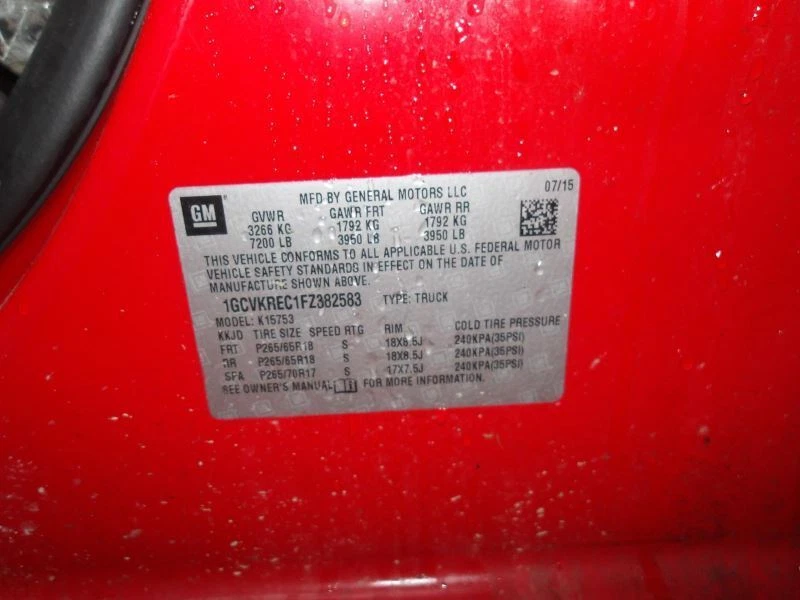 GM MFD BY GENERAL MOTORS LLC 07/15
GVWR GAWR FRT GAWR RR
3266 KG 1792 KG 1792 KG
7200 LB 3950 LB 3950 LB
THIS VEHICLE CONFORMS TO ALL APPLICABLE U.S. FEDERAL MOTOR
VEHICLE SAFETY STANDARDS IN EFFECT ON THE DATE OF
MANUFACTURE SHOWN ABOVE.
1GCVKREC1FZ382583 TYPE: TRUCK
MODEL: K15753
KKJD TIRE SIZE SPEED RTG RIM COLD TIRE PRESSURE
FRT P265/65R18 S 18X8.5J 240KPA(35PSI)
RR P265/65R18 S 18X8.5J 240KPA(35PSI)
SPA P265/70R17 S 17X7.5J 240KPA(35PSI)
SEE OWNER'S MANUAL FOR MORE INFORMATION.